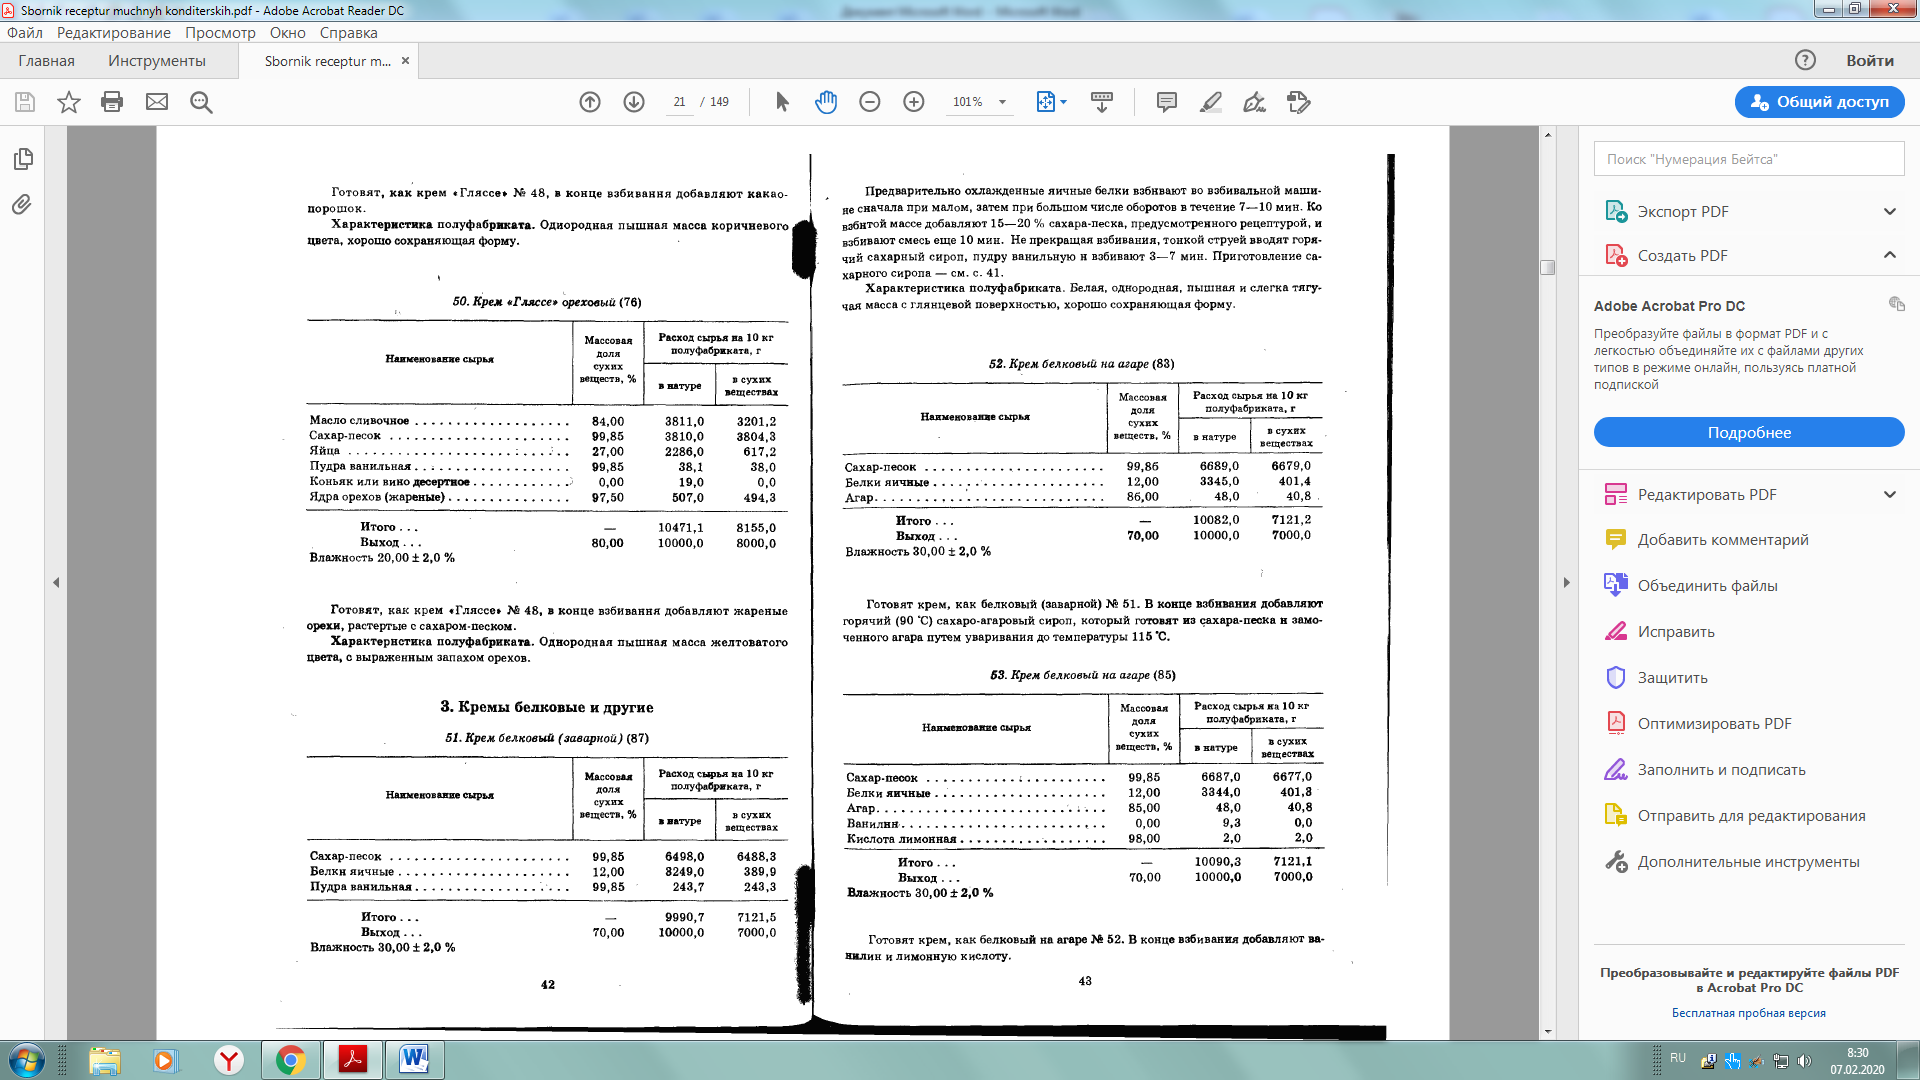 Sbornik receptur muchnyh konditerskih.pdf - Adobe Acrobat Reader DC
Файл Редактирование Просмотр Окно Справка
Главная Инструменты Sbornik receptur m... × Войти
21 / 149 101% Общий доступ
Готовят, как крем «Гляссе» № 48, в конце взбивания добавляют какао-
порошок.
Характеристика полуфабриката. Однородная пышная масса коричневого
цвета, хорошо сохраняющая форму.
50. Крем «Гляссе» ореховый (76)
Наименование сырья
Массовая доля сухих веществ, %
Расход сырья на 10 кг полуфабриката, г
в натуре
в сухих веществах
Масло сливочное 84,00 3811,0 3201,2
Сахар-песок 99,85 3810,0 3804,3
Яйца 27,00 2286,0 617,2
Пудра ванильная 99,85 38,1 38,0
Коньяк или вино десертное 0,00 19,0 0,0
Ядра орехов (жареные) 97,50 507,0 494,3
Итого . . . — 10471,1 8155,0
Выход . . . 80,00 10000,0 8000,0
Влажность 20,00 ± 2,0 %
Готовят, как крем «Гляссе» № 48, в конце взбивания добавляют жареные
орехи, растертые с сахаром-песком.
Характеристика полуфабриката. Однородная пышная масса желтоватого
цвета, с выраженным запахом орехов.
3. Кремы белковые и другие
51. Крем белковый (заварной) (87)
Наименование сырья
Массовая доля сухих веществ, %
Расход сырья на 10 кг полуфабриката, г
в натуре
в сухих веществах
Сахар-песок 99,85 6498,0 6488,3
Белки яичные 12,00 3249,0 389,9
Пудра ванильная 99,85 243,7 243,3
Итого . . . — 9990,7 7121,5
Выход . . . 70,00 10000,0 7000,0
Влажность 30,00 ± 2,0 %
42
Предварительно охлажденные яичные белки взбивают во взбивальной маши-
не сначала при малом, затем при большом числе оборотов в течение 7—10 мин. Ко
взбитой массе добавляют 15—20 % сахара-песка, предусмотренного рецептурой, и
взбивают смесь еще 10 мин. Не прекращая взбивания, тонкой струей вводят горя-
чий сахарный сироп, пудру ванильную и взбивают 3—7 мин. Приготовление са-
харного сиропа — см. с. 41.
Характеристика полуфабриката. Белая, однородная, пышная и слегка тягу-
чая масса с глянцевой поверхностью, хорошо сохраняющая форму.
52. Крем белковый на агаре (83)
Наименование сырья
Массовая доля сухих веществ, %
Расход сырья на 10 кг полуфабриката, г
в натуре
в сухих веществах
Сахар-песок 99,85 6689,0 6679,0
Белки яичные 12,00 3345,0 401,4
Агар 85,00 48,0 40,8
Итого . . . — 10082,0 7121,2
Выход . . . 70,00 10000,0 7000,0
Влажность 30,00 ± 2,0 %
Готовят крем, как белковый (заварной) № 51. В конце взбивания добавляют
горячий (90 °С) сахаро-агаровый сироп, который готовят из сахара-песка и замо-
ченного агара путем уваривания до температуры 115 °С.
53. Крем белковый на агаре (85)
Наименование сырья
Массовая доля сухих веществ, %
Расход сырья на 10 кг полуфабриката, г
в натуре
в сухих веществах
Сахар-песок 99,85 6687,0 6677,0
Белки яичные 12,00 3344,0 401,3
Агар 85,00 48,0 40,8
Ванилин 0,00 9,3 0,0
Кислота лимонная 98,00 2,0 2,0
Итого . . . — 10090,3 7121,1
Выход . . . 70,00 10000,0 7000,0
Влажность 30,00 ± 2,0 %
Готовят крем, как белковый на агаре № 52. В конце взбивания добавляют ва-
нилин и лимонную кислоту.
43
Поиск "Нумерация Бейтса"
Экспорт PDF
Создать PDF
Adobe Acrobat Pro DC
Преобразуйте файлы в формат PDF и с
легкостью объединяйте их с файлами других
типов в режиме онлайн, пользуясь платной
подпиской
Подробнее
Редактировать PDF
Добавить комментарий
Объединить файлы
Исправить
Защитить
Оптимизировать PDF
Заполнить и подписать
Отправить для редактирования
Дополнительные инструменты
Преобразовывайте и редактируйте файлы PDF
в Acrobat Pro DC
Бесплатная пробная версия
RU 8:30
07.02.2020